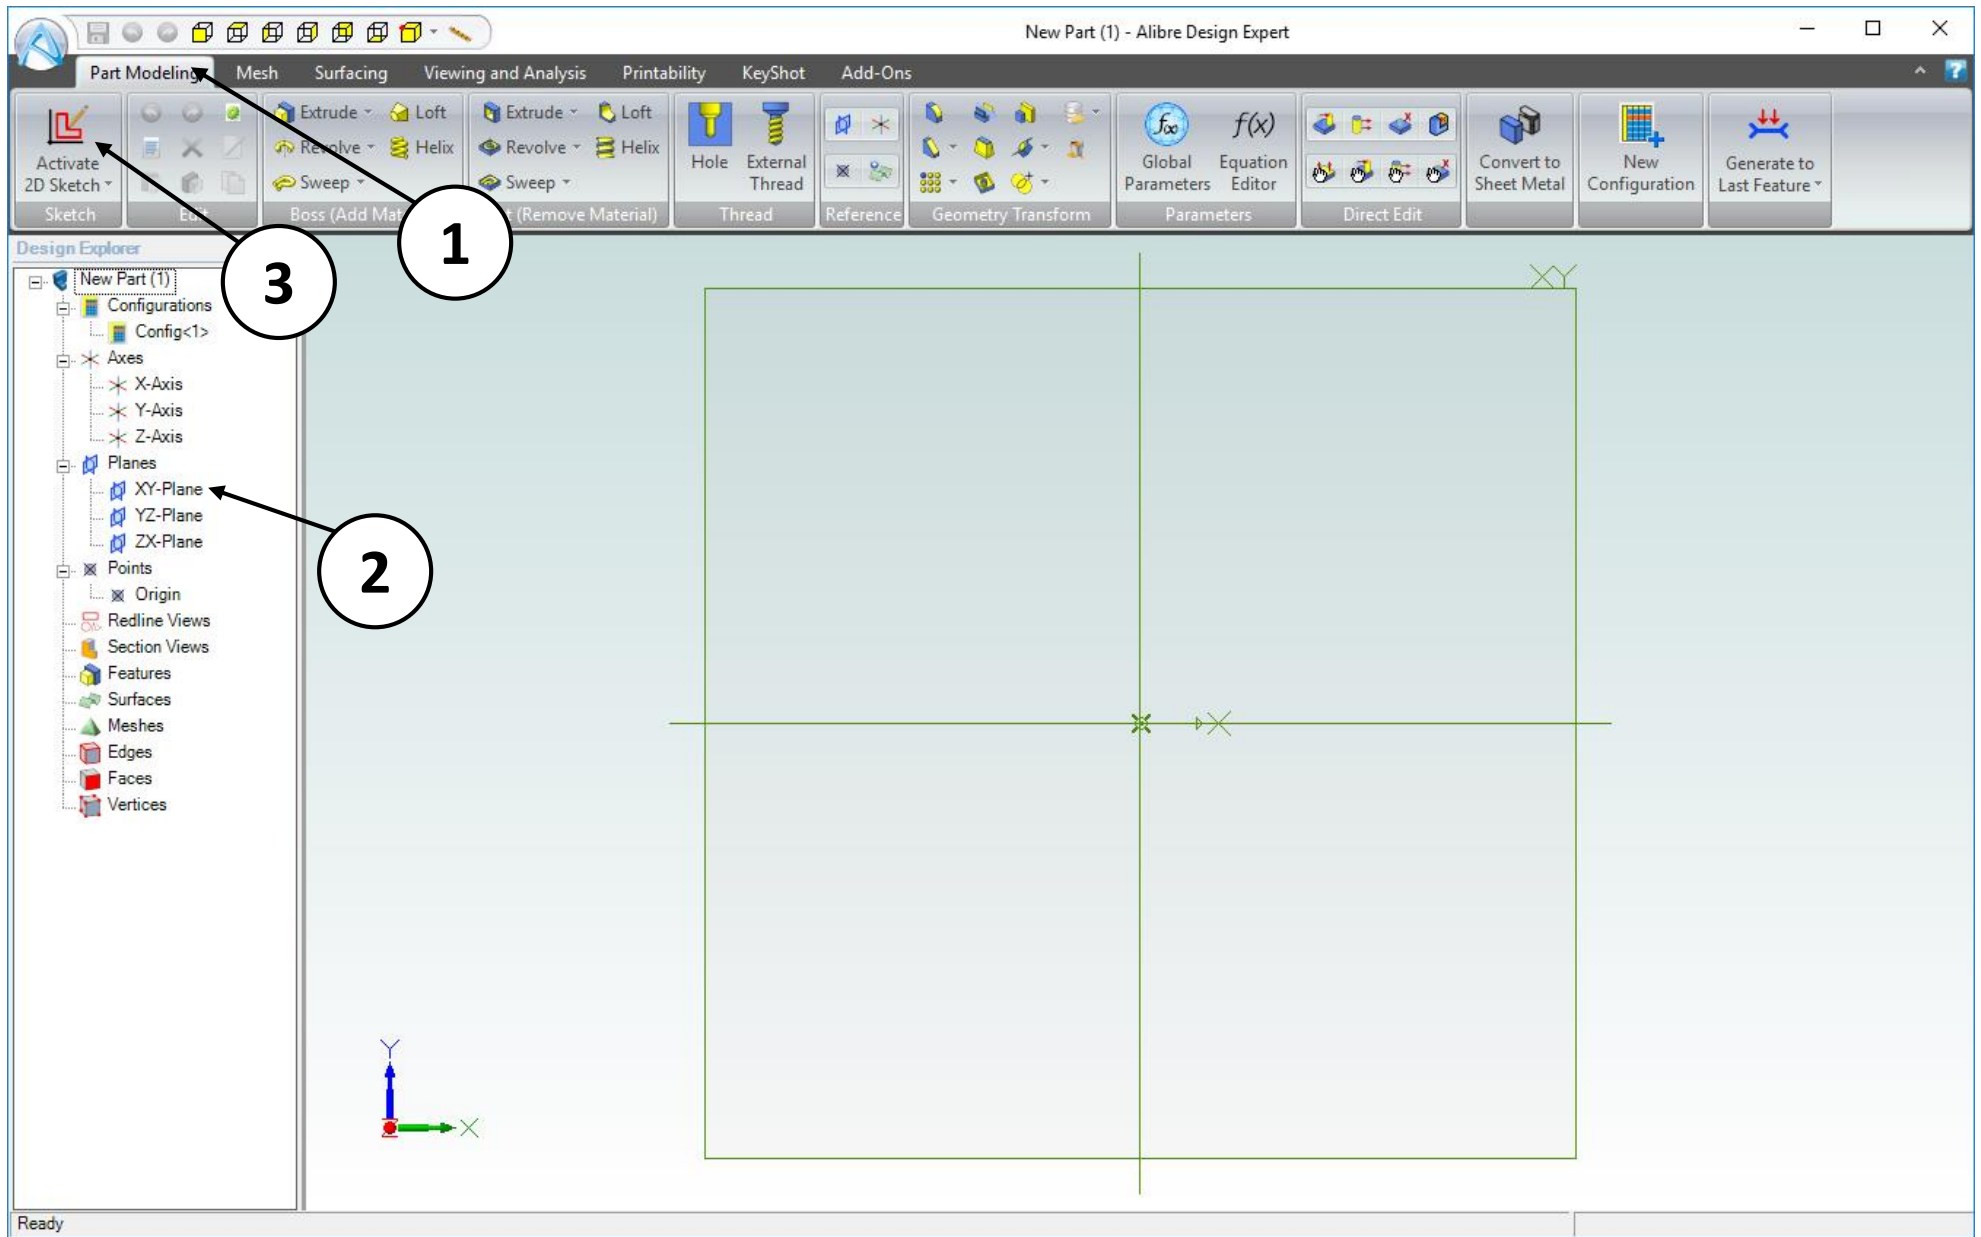 New Part (1) - Alibre Design Expert
Part Modeling Mesh Surfacing Viewing and Analysis Printability KeyShot Add-Ons
Activate
2D Sketch
Sketch
Edit
Extrude Loft
Revolve Helix
Sweep
Boss (Add Mat
Extrude Loft
Revolve Helix
Sweep
(Remove Material)
Hole
External
Thread
Thread
Reference
Geometry Transform
f∞
Global
Parameters
f(x)
Equation
Editor
Parameters
Direct Edit
Convert to
Sheet Metal
New
Configuration
Generate to
Last Feature
1
3
2
Design Explorer
New Part (1)
Configurations
Config<1>
Axes
X-Axis
Y-Axis
Z-Axis
Planes
XY-Plane
YZ-Plane
ZX-Plane
Points
Origin
Redline Views
Section Views
Features
Surfaces
Meshes
Edges
Faces
Vertices
XY
X
Y
X
Z
Ready